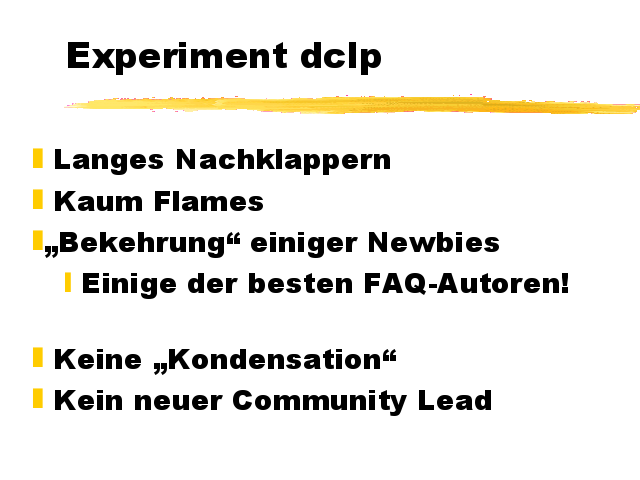 Experiment dclp
Langes Nachklappern
Kaum Flames
„Bekehrung“ einiger Newbies
Einige der besten FAQ-Autoren!
Keine „Kondensation“
Kein neuer Community Lead